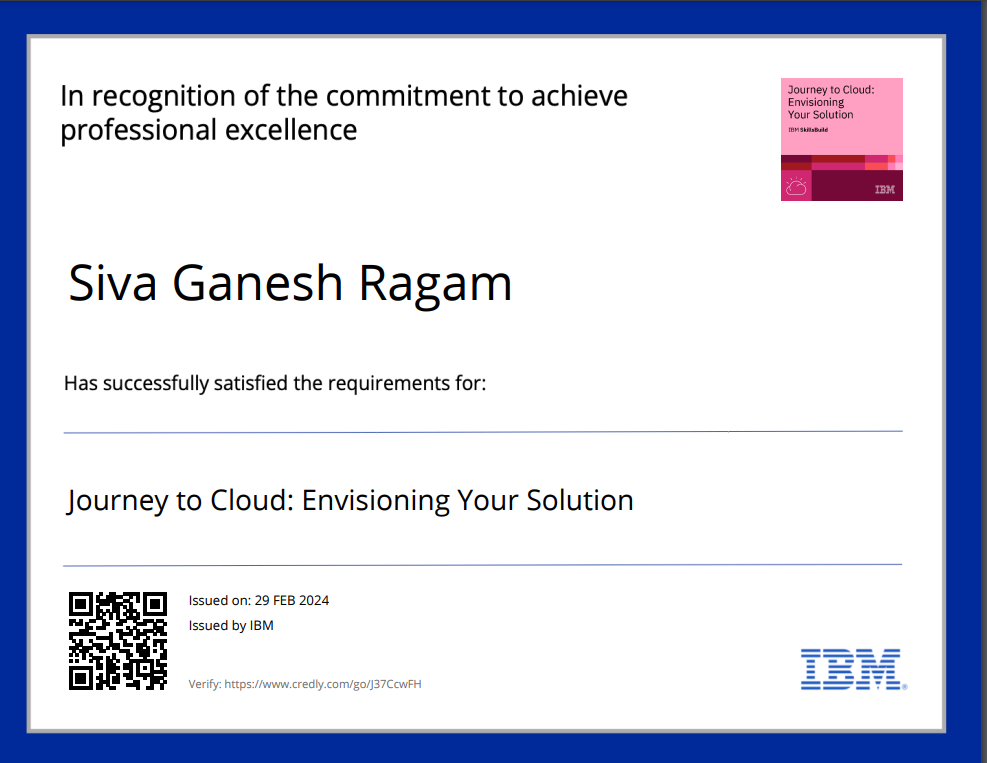 In recognition of the commitment to achieve
professional excellence
Journey to Cloud:
Envisioning
Your Solution
IBM SkillsBuild
IBM
Siva Ganesh Ragam
Has successfully satisfied the requirements for:
Journey to Cloud: Envisioning Your Solution
Issued on: 29 FEB 2024
Issued by IBM
Verify: https://www.credly.com/go/J37CcwFH
IBM®